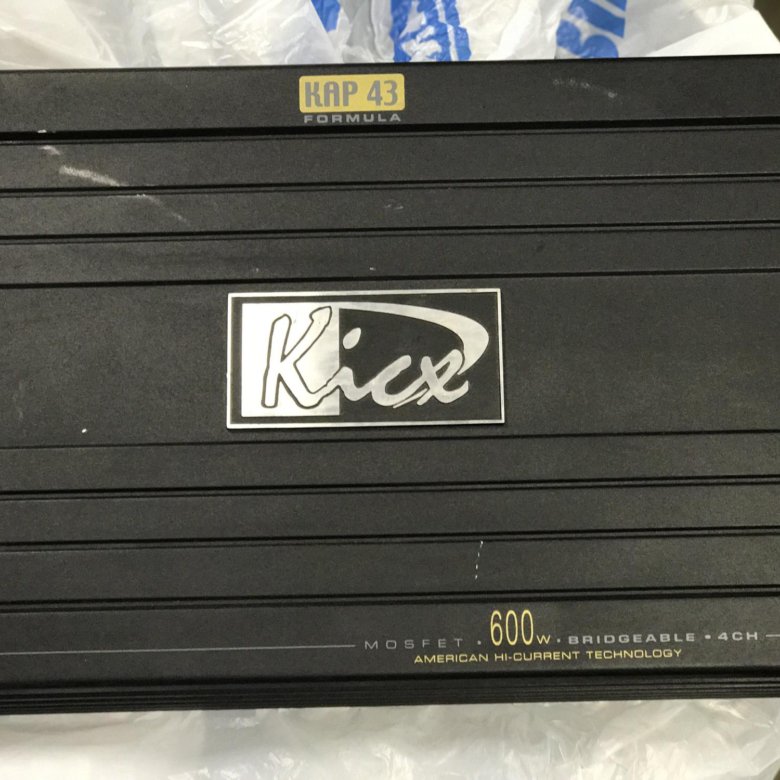 KAP 43
FORMULA
Kicx
MOSFET • 600W • BRIDGEABLE • 4CH
AMERICAN HI-CURRENT TECHNOLOGY